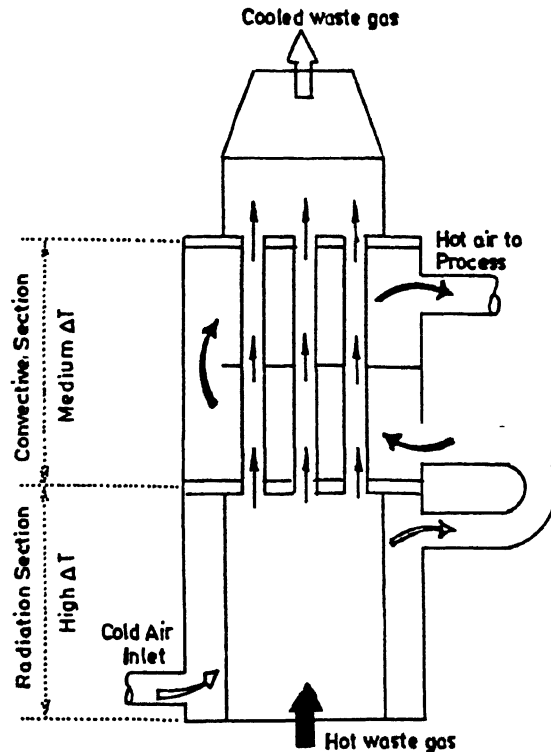 Cooled waste gas
Hot air to
Process
Convective Section
Medium ΔT
Radiation Section
High ΔT
Cold Air
Inlet
Hot waste gas